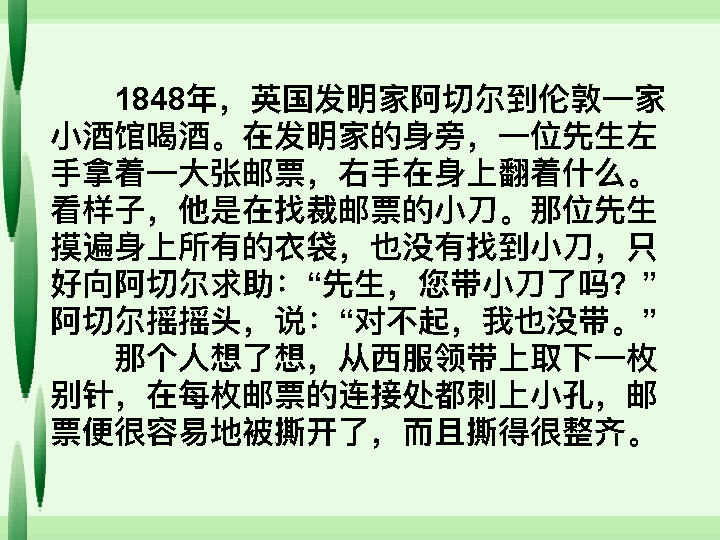 1848年，英国发明家阿切尔到伦敦一家
小酒馆喝酒。在发明家的身旁，一位先生左
手拿着一大张邮票，右手在身上翻着什么。
看样子，他是在找裁邮票的小刀。那位先生
摸遍身上所有的衣袋，也没有找到小刀，只
好向阿切尔求助：“先生，您带小刀了吗？”
阿切尔摇摇头，说：“对不起，我也没带。”
那个人想了想，从西服领带上取下一枚
别针，在每枚邮票的连接处都刺上小孔，邮
票便很容易地被撕开了，而且撕得很整齐。